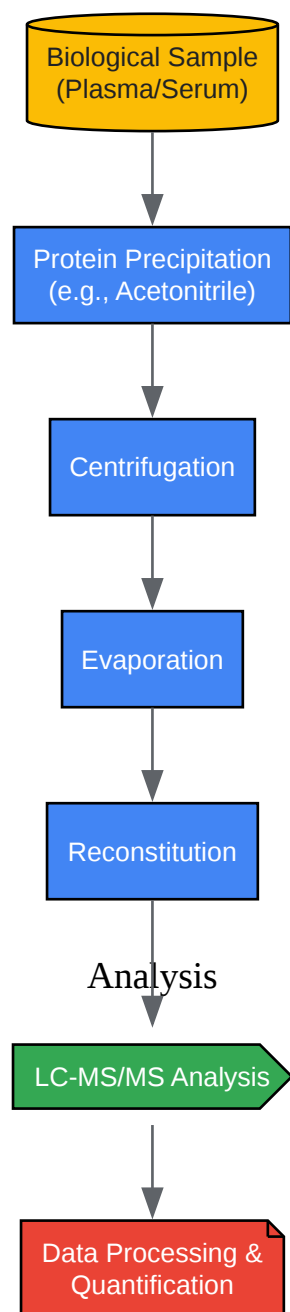 Biological Sample
(Plasma/Serum)
Protein Precipitation
(e.g., Acetonitrile)
Centrifugation
Evaporation
Reconstitution
Analysis
LC-MS/MS Analysis
Data Processing &
Quantification